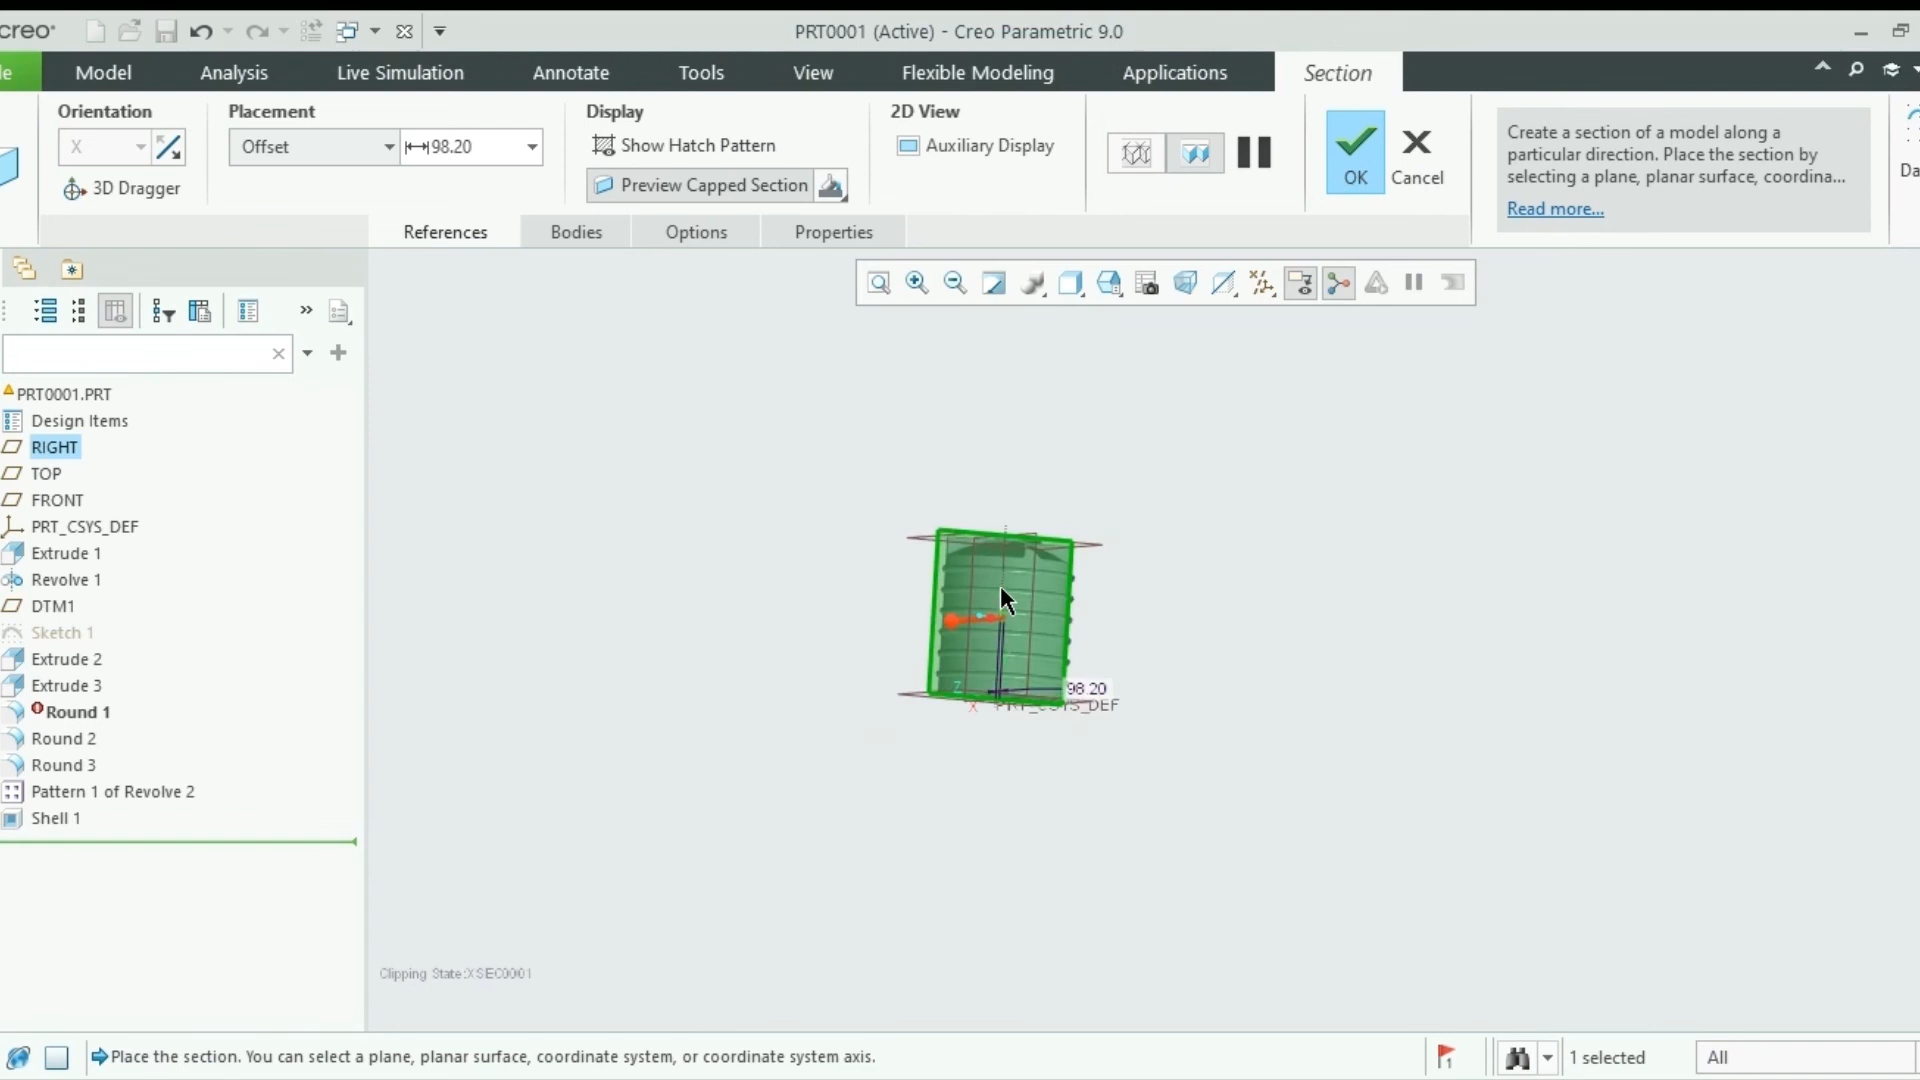 creo°
PRT0001 (Active) - Creo Parametric 9.0
le
Model
Analysis
Live Simulation
Annotate
Tools
View
Flexible Modeling
Applications
Section
Orientation
Placement
Display
2D View
X
Offset
98.20
Show Hatch Pattern
Auxiliary Display
3D Dragger
Preview Capped Section
OK
Cancel
Create a section of a model along a
particular direction. Place the section by
selecting a plane, planar surface, coordina...
Read more...
Da
References
Bodies
Options
Properties
PRT0001.PRT
Design Items
RIGHT
TOP
FRONT
PRT_CSYS_DEF
Extrude 1
Revolve 1
DTM1
Sketch 1
Extrude 2
Extrude 3
Round 1
Round 2
Round 3
Pattern 1 of Revolve 2
Shell 1
98.20
Z
X
PRT_CSYS_DEF
Clipping State:XSEC0001
Place the section. You can select a plane, planar surface, coordinate system, or coordinate system axis.
1
1 selected
All